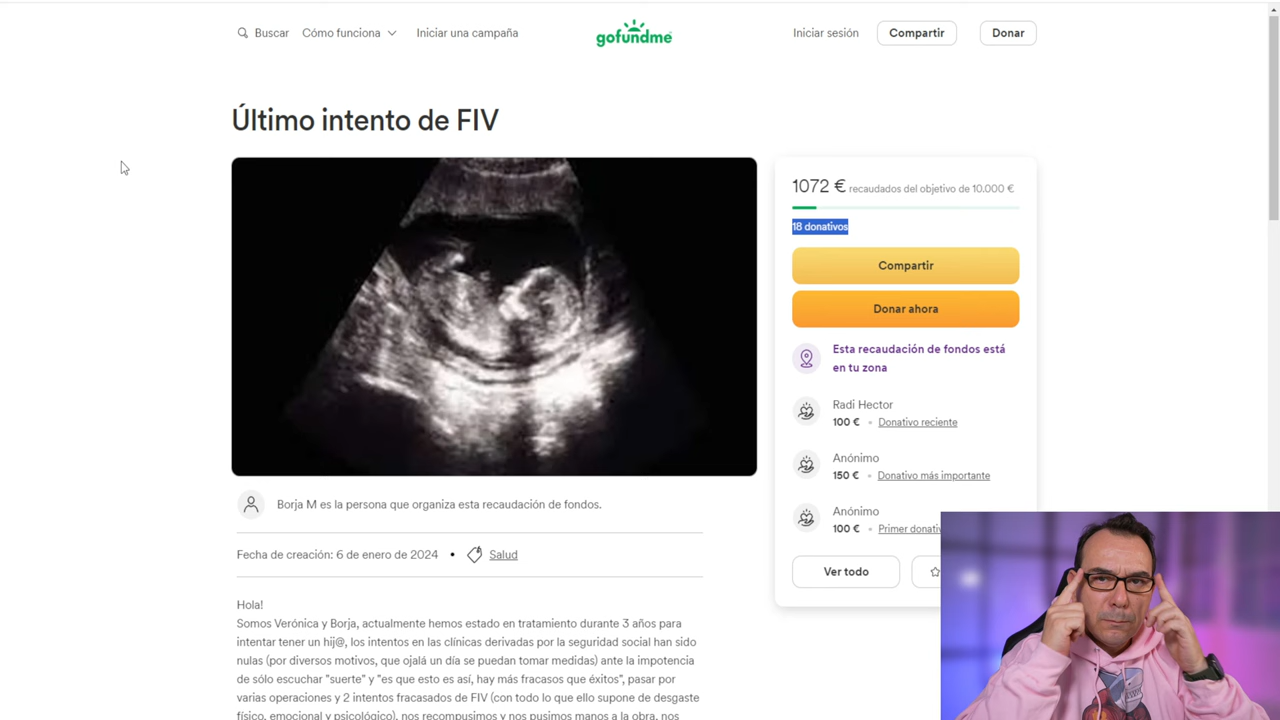 Buscar Cómo funciona Iniciar una campaña gofundme Iniciar sesión Compartir Donar
Último intento de FIV
1072 € recaudados del objetivo de 10.000 €
18 donativos
Compartir
Donar ahora
Esta recaudación de fondos está
en tu zona
Radi Hector
100 € • Donativo reciente
Anónimo
150 € • Donativo más importante
Anónimo
100 € • Primer donativ
Ver todo
Borja M es la persona que organiza esta recaudación de fondos.
Fecha de creación: 6 de enero de 2024 • Salud
Hola!
Somos Verónica y Borja, actualmente hemos estado en tratamiento durante 3 años para
intentar tener un hij@, los intentos en las clínicas derivadas por la seguridad social han sido
nulas (por diversos motivos, que ojalá un día se puedan tomar medidas) ante la impotencia
de sólo escuchar "suerte" y "es que esto es así, hay más fracasos que éxitos", pasar por
varias operaciones y 2 intentos fracasados de FIV (con todo lo que ello supone de desgaste
físico, emocional y psicológico), nos recompusimos y nos pusimos manos a la obra, nos